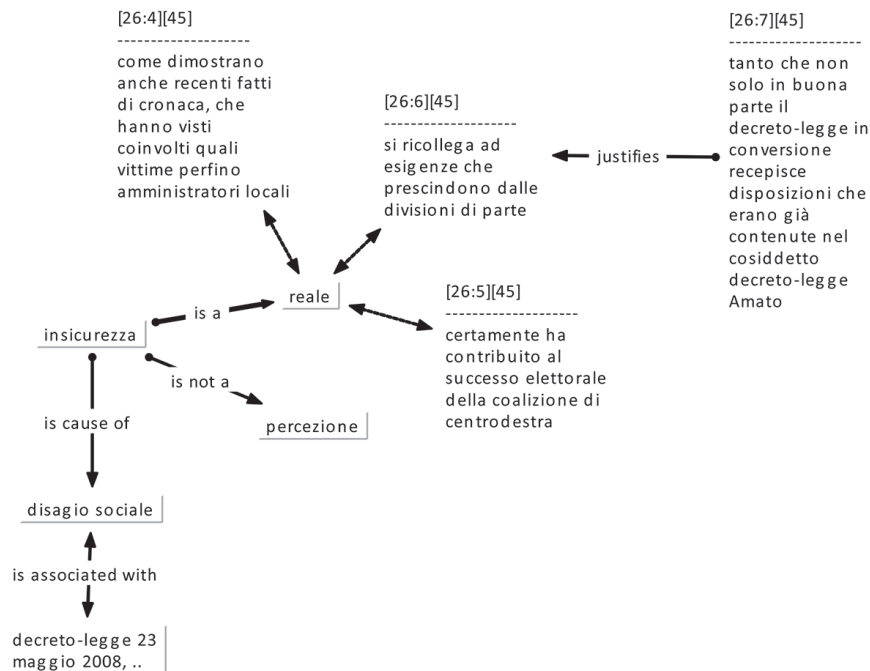 [26:4][45]
--------------------
come dimostrano
anche recenti fatti
di cronaca, che
hanno visti
coinvolti quali
vittime perfino
amministratori locali
[26:6][45]
--------------------
si ricollega ad
esigenze che
prescindono dalle
divisioni di parte
justifies
[26:7][45]
--------------------
tanto che non
solo in buona
parte il
decreto-legge in
conversione
recepisce
disposizioni che
erano già
contenute nel
cosiddetto
decreto-legge
Amato
reale
is a
insicurezza
[26:5][45]
--------------------
certamente ha
contribuito al
successo elettorale
della coalizione di
centrodestra
is not a
percezione
is cause of
disagio sociale
is associated with
decreto-legge 23
maggio 2008, ..